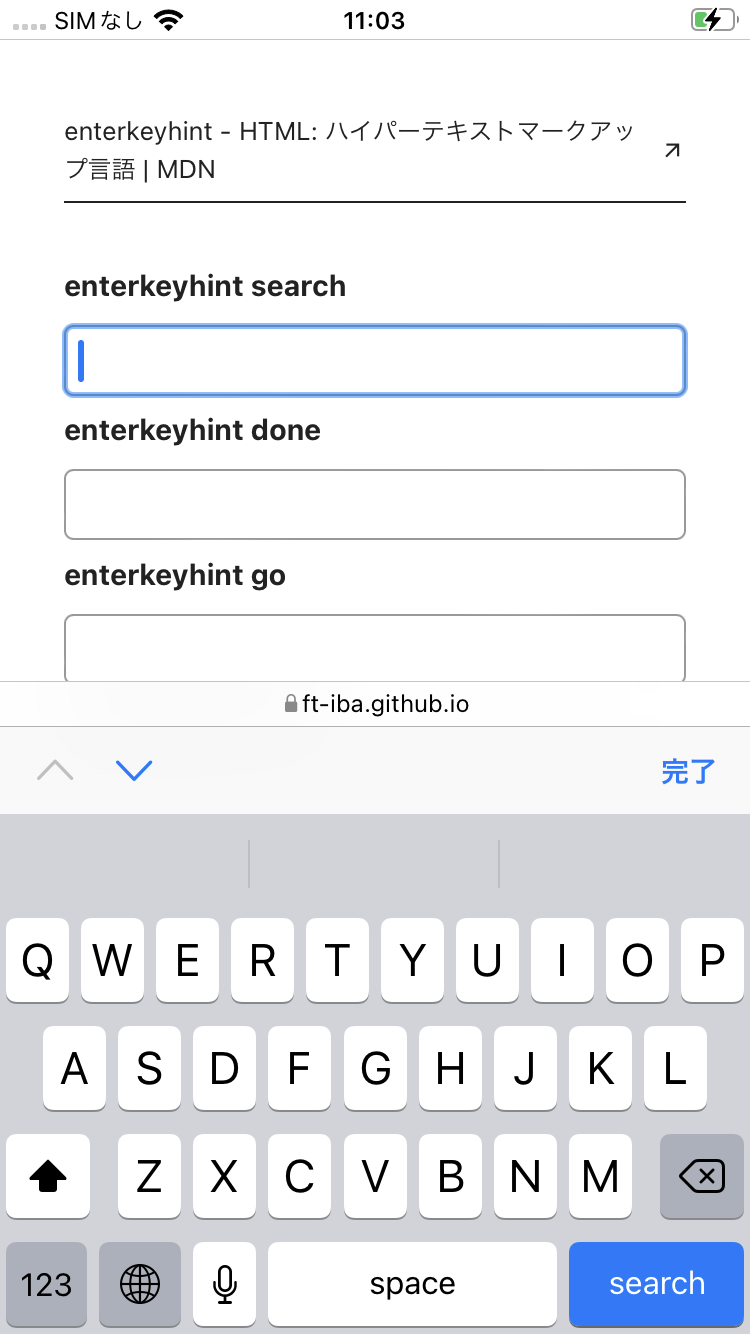 SIMなし 11:03
enterkeyhint - HTML: ハイパーテキストマークアッ
プ言語 | MDN
enterkeyhint search
enterkeyhint done
enterkeyhint go
ft-iba.github.io
完了
Q W E R T Y U I O P
A S D F G H J K L
Z X C V B N M
123 space search